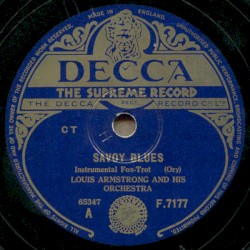 MADE IN ENGLAND.
DECCA
THE SUPREME RECORD
THE DECCA RECORD CO. LTD
CT
SAVOY BLUES
Instrumental Fox-Trot (Ory)
LOUIS ARMSTRONG AND HIS
ORCHESTRA
65347
A
F.7177